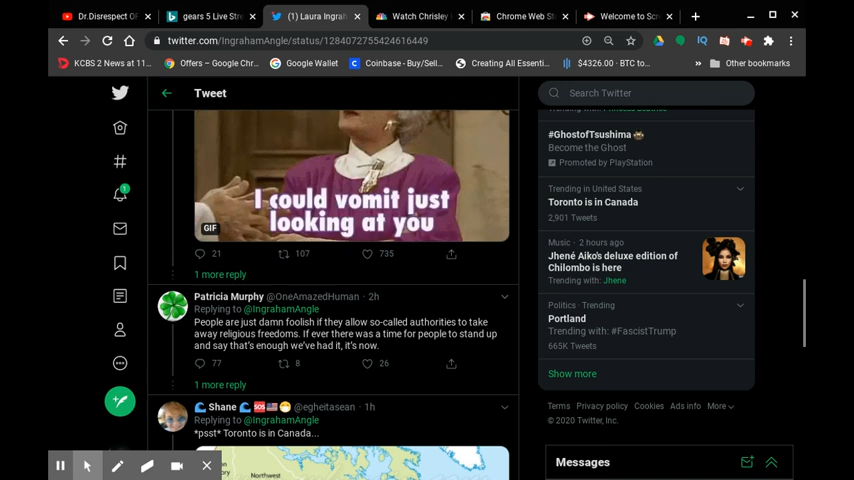 Dr.Disrespect OF
gears 5 Live Stre
(1) Laura Ingrah
Watch Chrisley
Chrome Web St
Welcome to Scr
twitter.com/IngrahamAngle/status/1284072755424616449
KCBS 2 News at 11...
Offers – Google Chr...
Google Wallet
Coinbase - Buy/Sell...
Creating All Essenti...
$4326.00 · BTC to...
»
Other bookmarks
Tweet
Search Twitter
I could vomit just
looking at you
GIF
21
107
735
1 more reply
Patricia Murphy @OneAmazedHuman · 2h
Replying to @IngrahamAngle
People are just damn foolish if they allow so-called authorities to take
away religious freedoms. If ever there was a time for people to stand up
and say that's enough we've had it, it's now.
77
8
26
1 more reply
Shane SOS @egheitasean · 1h
Replying to @IngrahamAngle
*psst* Toronto is in Canada...
Northwest
#GhostofTsushima
Become the Ghost
Promoted by PlayStation
Trending in United States
Toronto is in Canada
2,901 Tweets
Music · 2 hours ago
Jhené Aiko's deluxe edition of
Chilombo is here
Trending with: Jhene
Politics · Trending
Portland
Trending with: #FascistTrump
665K Tweets
Show more
Terms Privacy policy Cookies Ads info More
© 2020 Twitter, Inc.
Messages
1